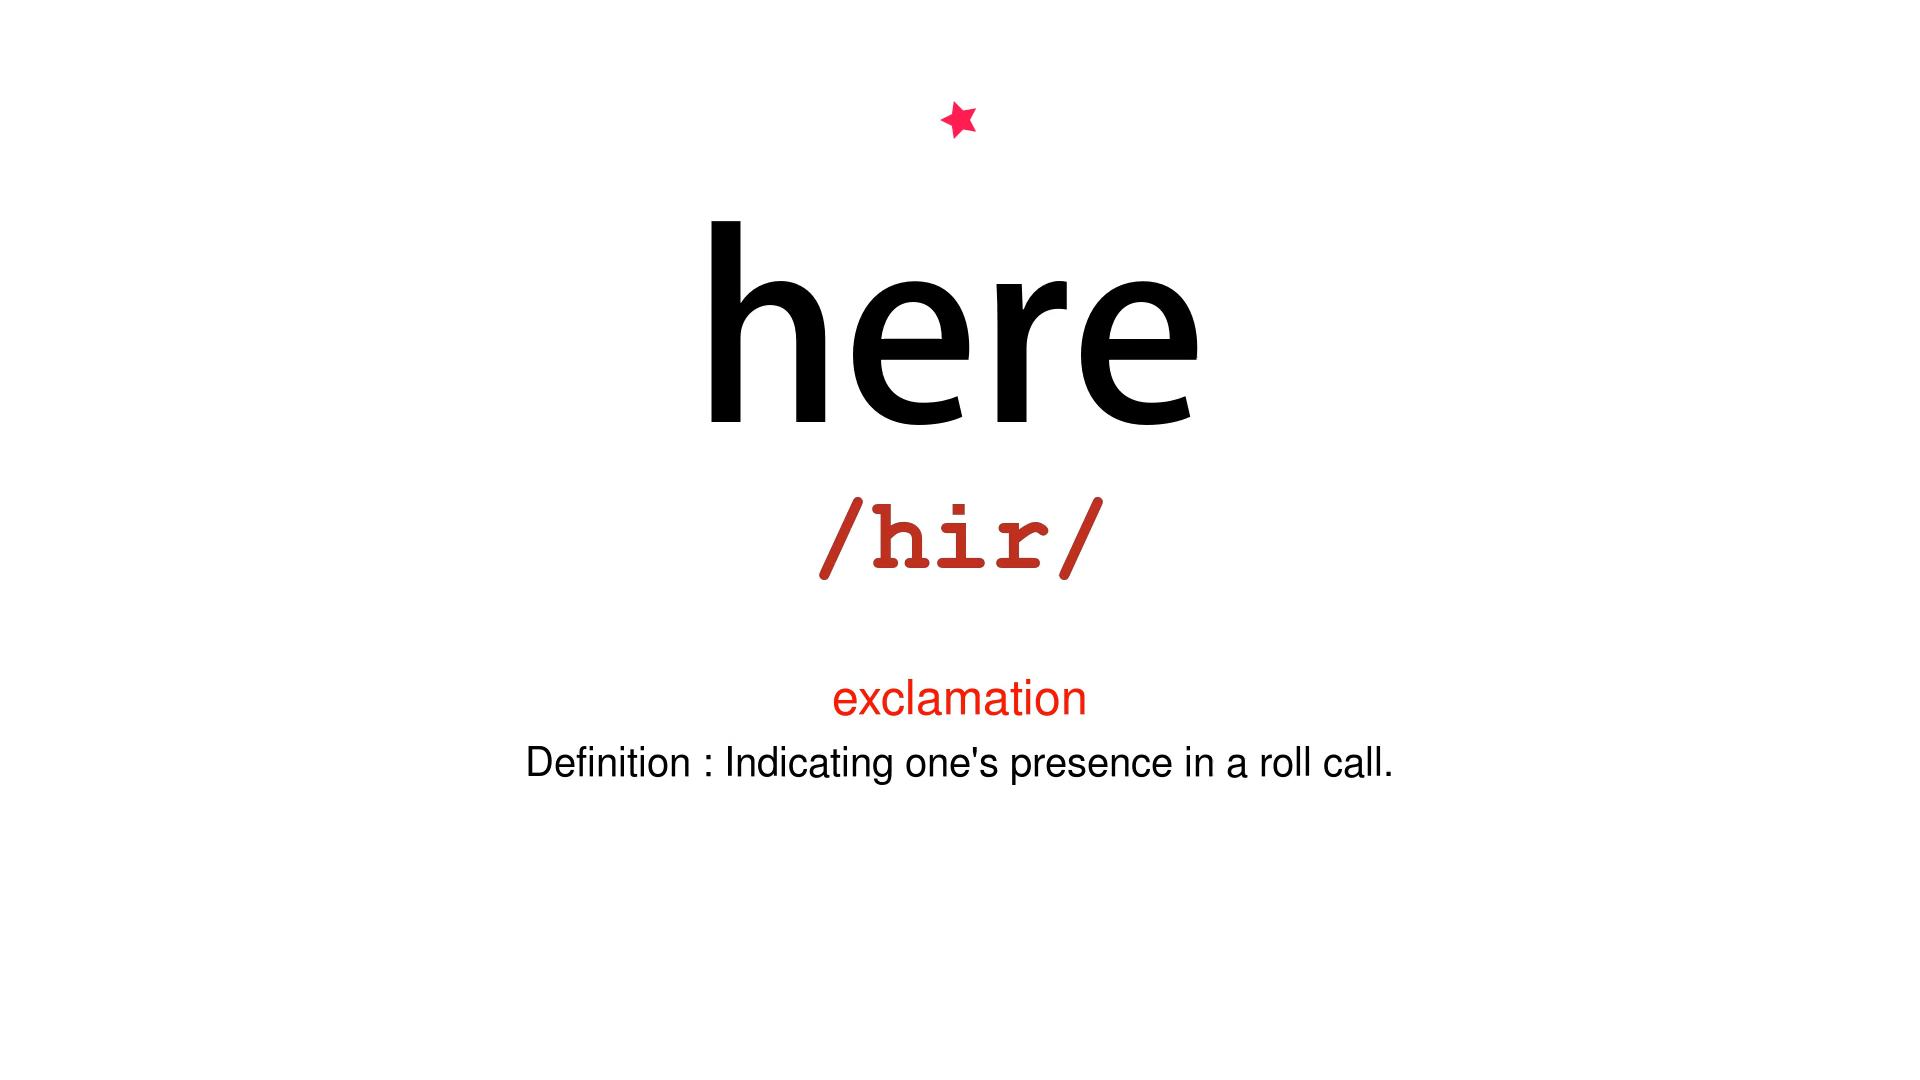 here
/hir/
exclamation
Definition : Indicating one's presence in a roll call.